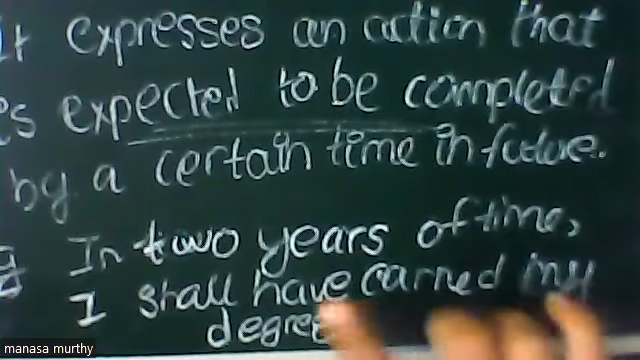 It expresses an action that
is expected to be completed
by a certain time in future.
Eg In two years of time,
I shall have earned my
degree
manasa murthy